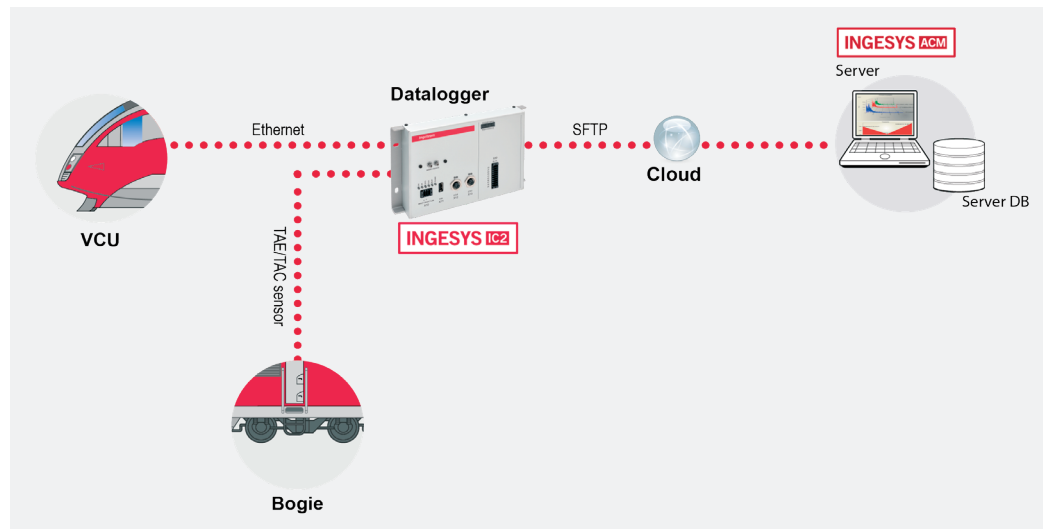 INGESYS ACM
Server
Datalogger
Ethernet
SFTP
Cloud
Server DB
VCU
INGESYS IC2
TAE/TAC sensor
Bogie